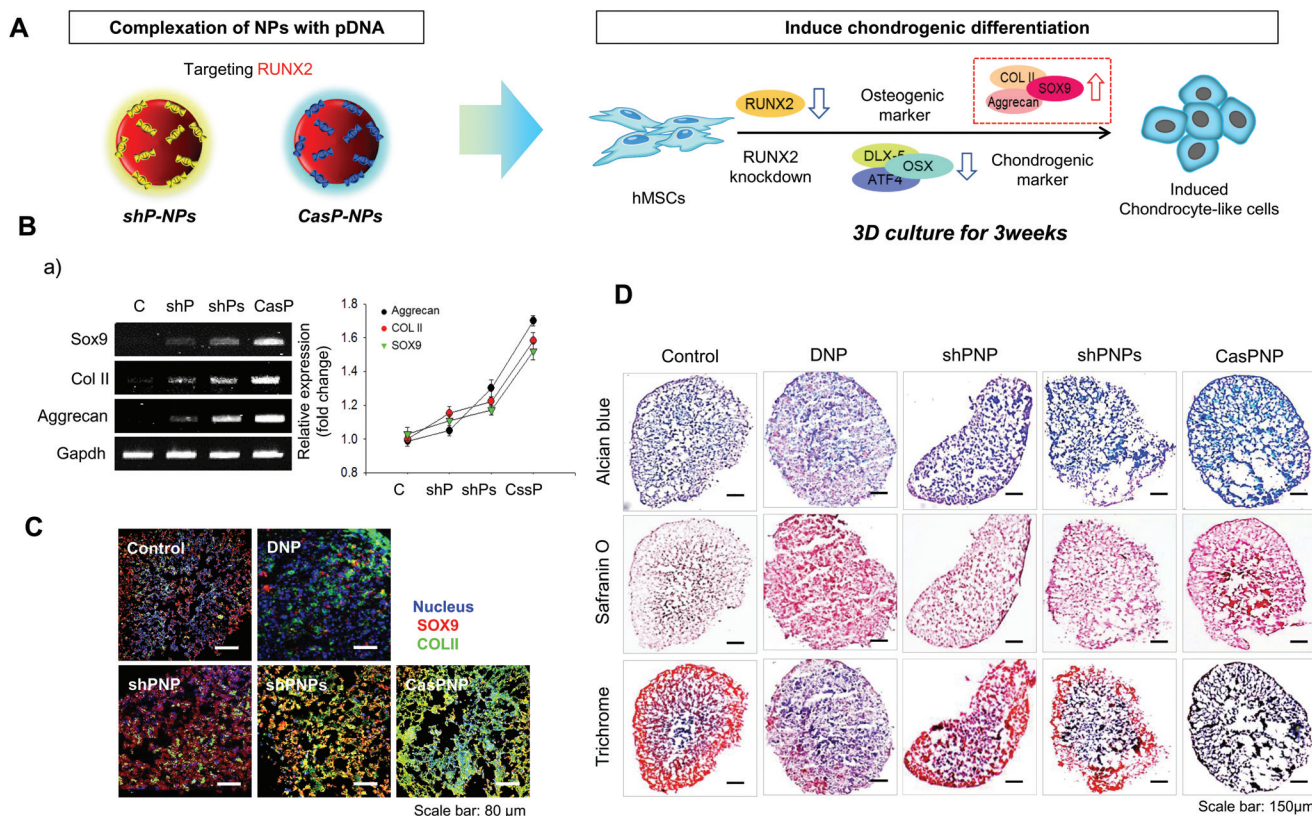 A
Complexation of NPs with pDNA
Targeting RUNX2
shP-NPs
CasP-NPs
Induce chondrogenic differentiation
hMSCs
RUNX2
RUNX2
knockdown
Osteogenic
marker
DLX-5
OSX
ATF4
COL II
SOX9
Aggrecan
Chondrogenic
marker
Induced
Chondrocyte-like cells
3D culture for 3weeks
B
a)
C shP shPs CasP
Sox9
Col II
Aggrecan
Gapdh
Relative expression
(fold change)
1.8
1.6
1.4
1.2
1.0
0.8
Aggrecan
COL II
SOX9
C shP shPs CssP
C
Control
DNP
Nucleus
SOX9
COLII
shPNP
shPNPs
CasPNP
Scale bar: 80 μm
D
Control DNP shPNP shPNPs CasPNP
Alcian blue
Safranin O
Trichrome
Scale bar: 150μm